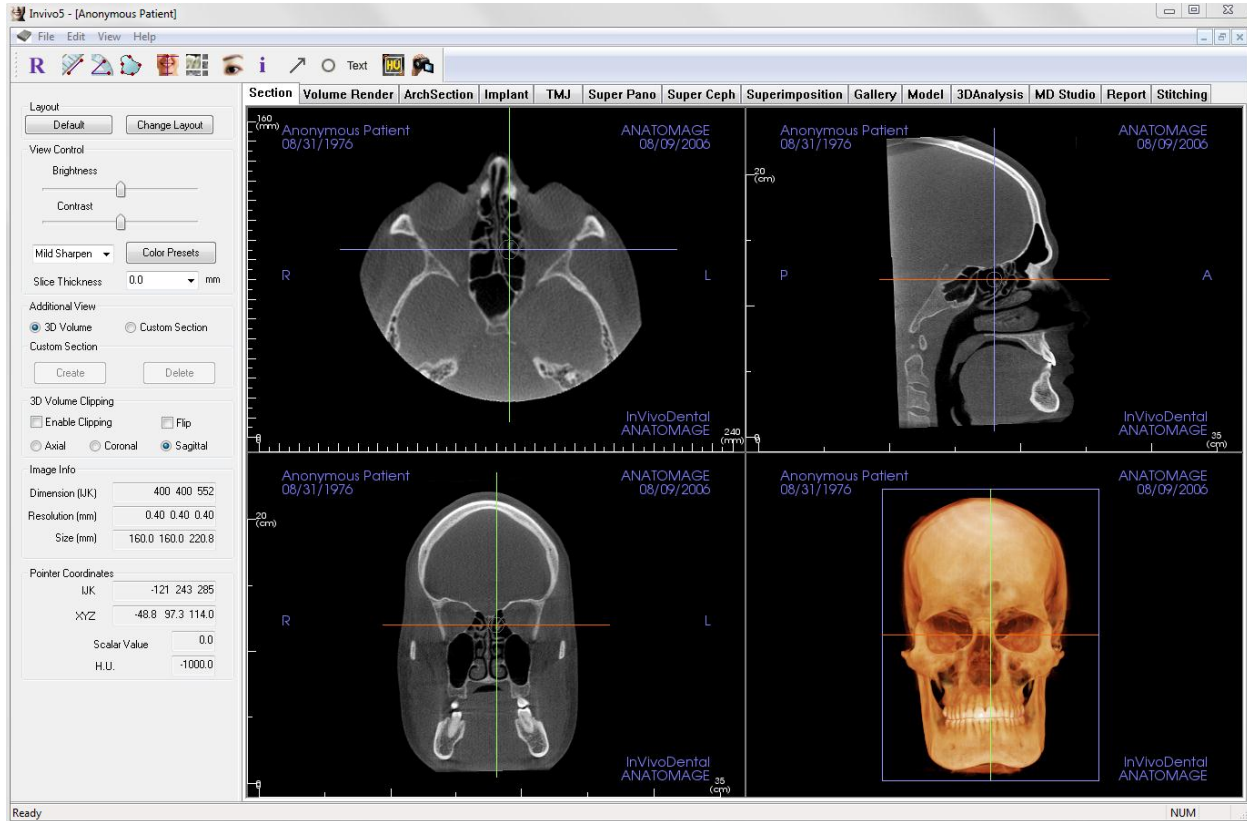 Invivo5 - [Anonymous Patient]
File Edit View Help
R i Text HU
Layout
Default Change Layout
View Control
Brightness
Contrast
Mild Sharpen Color Presets
Slice Thickness 0.0 mm
Additional View
3D Volume Custom Section
Custom Section
Create Delete
3D Volume Clipping
Enable Clipping Flip
Axial Coronal Sagittal
Image Info
Dimension (IJK) 400 400 552
Resolution (mm) 0.40 0.40 0.40
Size (mm) 160.0 160.0 220.8
Pointer Coordinates
IJK -121 243 285
XYZ -48.8 97.3 114.0
Scalar Value 0.0
H.U. -1000.0
Section Volume Render ArchSection Implant TMJ Super Pano Super Ceph Superimposition Gallery Model 3DAnalysis MD Studio Report Stitching
160
(mm)
Anonymous Patient ANATOMAGE
08/31/1976 08/09/2006
R L
InVivoDental
ANATOMAGE
0 240
(mm)
Anonymous Patient ANATOMAGE
08/31/1976 08/09/2006
20
(cm)
P A
InVivoDental
ANATOMAGE
0 35
(cm)
Anonymous Patient ANATOMAGE
08/31/1976 08/09/2006
20
(cm)
R L
InVivoDental
ANATOMAGE
0 35
(cm)
Anonymous Patient ANATOMAGE
08/31/1976 08/09/2006
InVivoDental
ANATOMAGE
Ready NUM